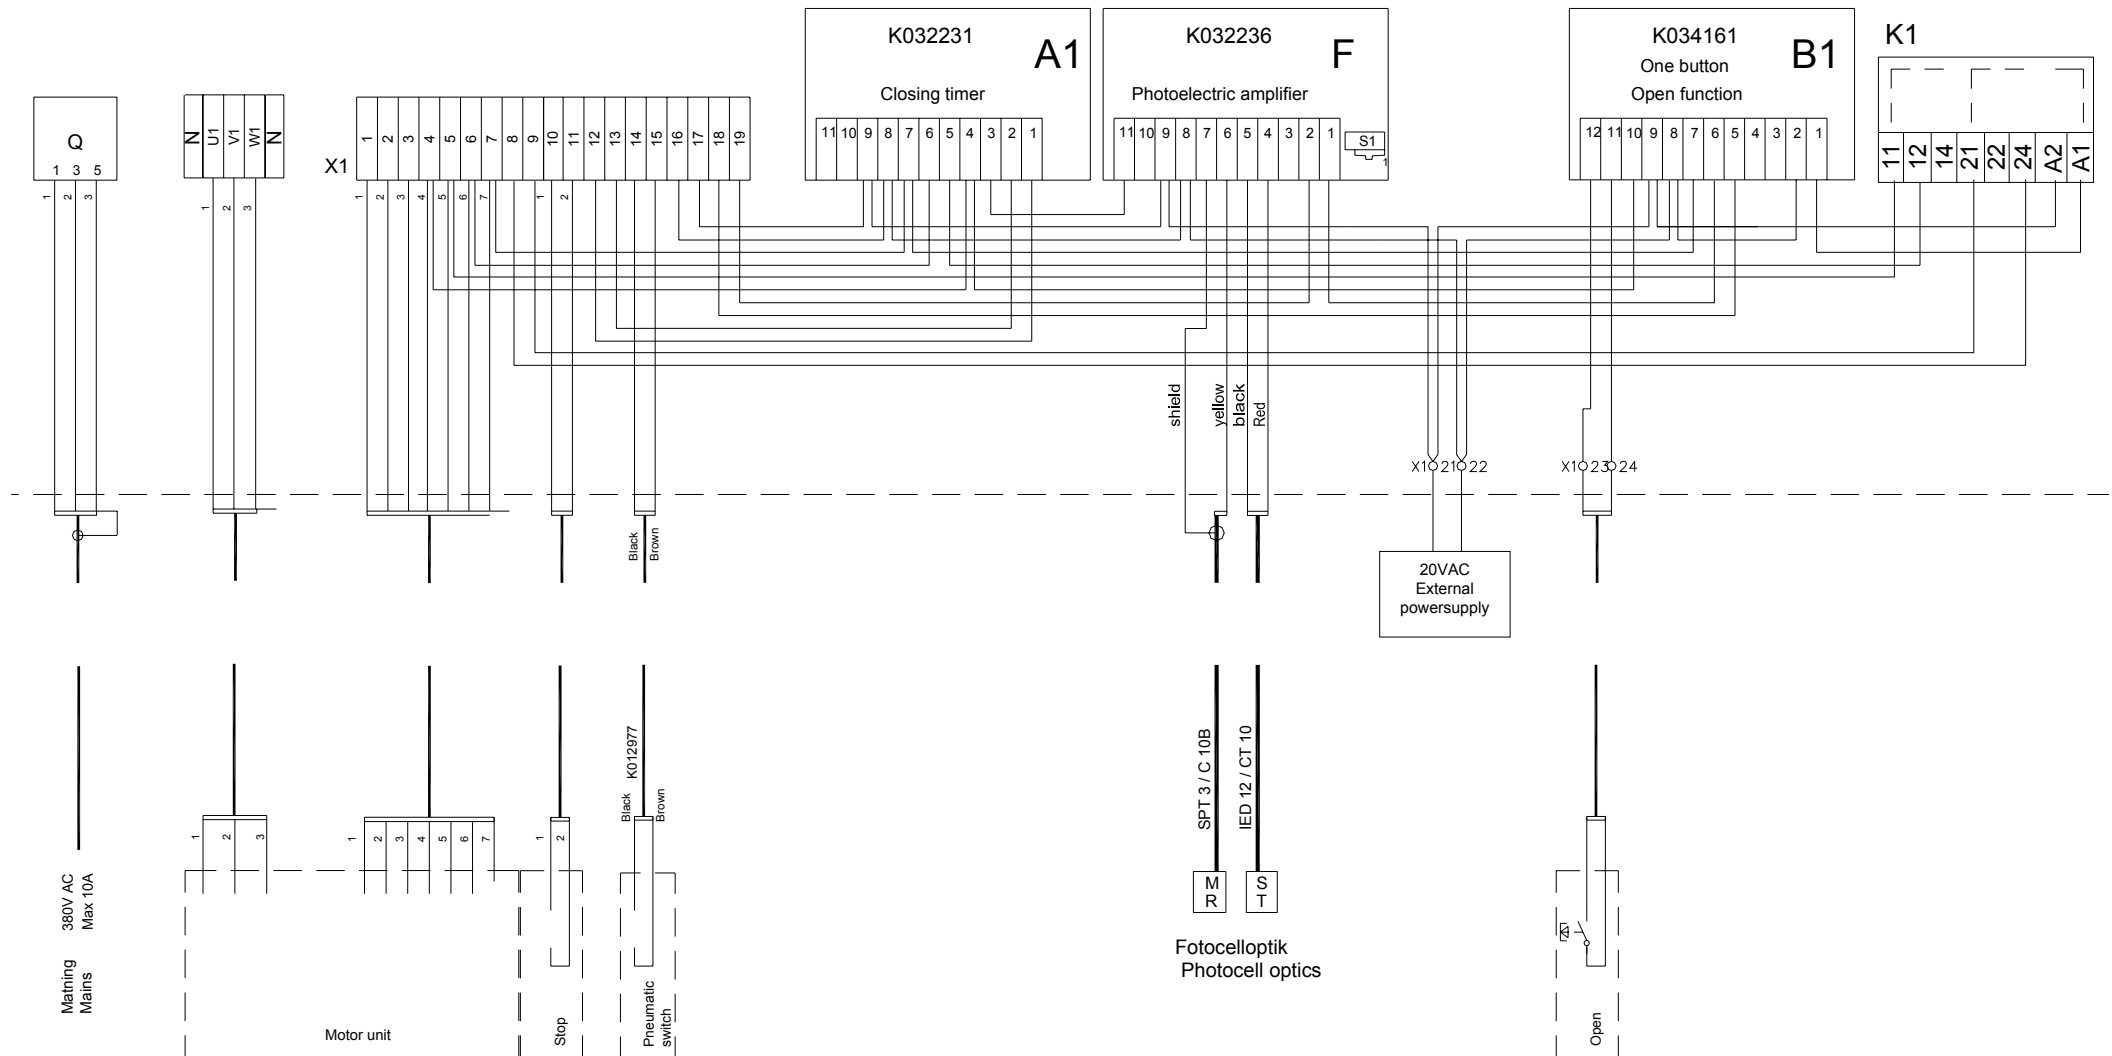 K032231
A1
Closing timer
11 10 9 8 7 6 5 4 3 2 1
K032236
F
Photoelectric amplifier
11 10 9 8 7 6 5 4 3 2 1
S1
1
K034161
B1
One button
Open function
12 11 10 9 8 7 6 5 4 3 2 1
K1
11 12 14 21 22 24 A2 A1
Q
1 3 5
1 2 3
N U1 V1 W1 N
1 2 3
X1
1 2 3 4 5 6 7 8 9 10 11 12 13 14 15 16 17 18 19
1 2 3 4 5 6 7
1 2
shield
yellow
black
Red
X1 21 22
X1 23 24
Black
Brown
20VAC
External
powersupply
K012977
Black
Brown
SPT 3 / C 10B
IED 12 / CT 10
1 2 3
1 2 3 4 5 6 7
1 2
M
R
S
T
Fotocelloptik
Photocell optics
Matning 380V AC
Mains Max 10A
Motor unit
Stop
Pneumatic
switch
Open